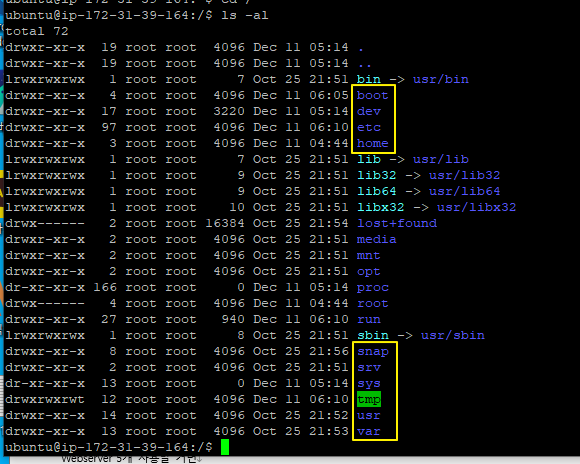 ubuntu@ip-172-31-39-164:/$ ls -al
total 72
drwxr-xr-x  19 root root  4096 Dec 11 05:14 .
drwxr-xr-x  19 root root  4096 Dec 11 05:14 ..
lrwxrwxrwx   1 root root     7 Oct 25 21:51 bin -> usr/bin
drwxr-xr-x   4 root root  4096 Dec 11 06:05 boot
drwxr-xr-x  17 root root  3220 Dec 11 05:14 dev
drwxr-xr-x  97 root root  4096 Dec 11 06:10 etc
drwxr-xr-x   3 root root  4096 Dec 11 04:44 home
lrwxrwxrwx   1 root root     7 Oct 25 21:51 lib -> usr/lib
lrwxrwxrwx   1 root root     9 Oct 25 21:51 lib32 -> usr/lib32
lrwxrwxrwx   1 root root     9 Oct 25 21:51 lib64 -> usr/lib64
lrwxrwxrwx   1 root root    10 Oct 25 21:51 libx32 -> usr/libx32
drwx------   2 root root 16384 Oct 25 21:54 lost+found
drwxr-xr-x   2 root root  4096 Oct 25 21:51 media
drwxr-xr-x   2 root root  4096 Oct 25 21:51 mnt
drwxr-xr-x   2 root root  4096 Oct 25 21:51 opt
dr-xr-xr-x 166 root root     0 Dec 11 05:14 proc
drwx------   4 root root  4096 Dec 11 04:44 root
drwxr-xr-x  27 root root   940 Dec 11 06:10 run
lrwxrwxrwx   1 root root     8 Oct 25 21:51 sbin -> usr/sbin
drwxr-xr-x   8 root root  4096 Oct 25 21:56 snap
drwxr-xr-x   2 root root  4096 Oct 25 21:51 srv
dr-xr-xr-x  13 root root     0 Dec 11 05:14 sys
drwxrwxrwt  12 root root  4096 Dec 11 06:10 tmp
drwxr-xr-x  14 root root  4096 Oct 25 21:52 usr
drwxr-xr-x  13 root root  4096 Oct 25 21:53 var
ubuntu@ip-172-31-39-164:/$